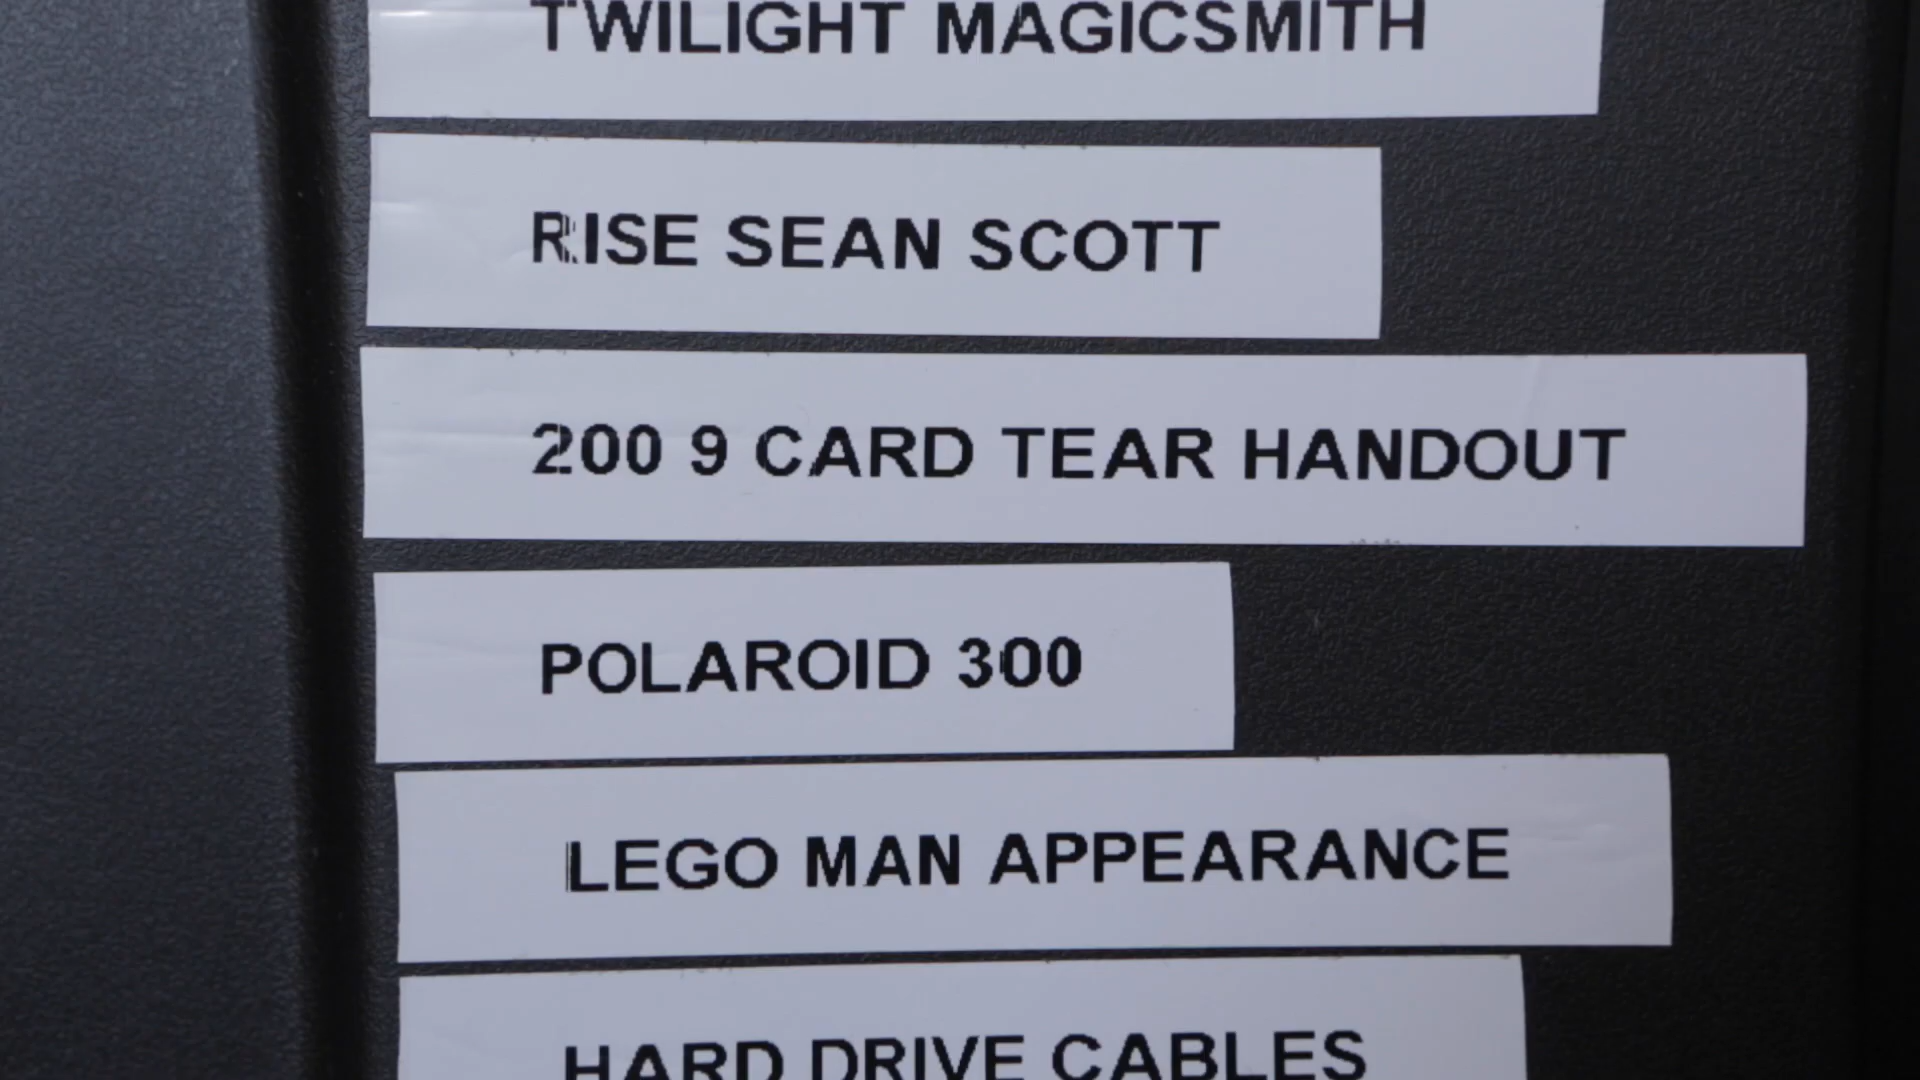 TWILIGHT MAGICSMITH
RISE SEAN SCOTT
200 9 CARD TEAR HANDOUT
POLAROID 300
LEGO MAN APPEARANCE
HARD DRIVE CABLES